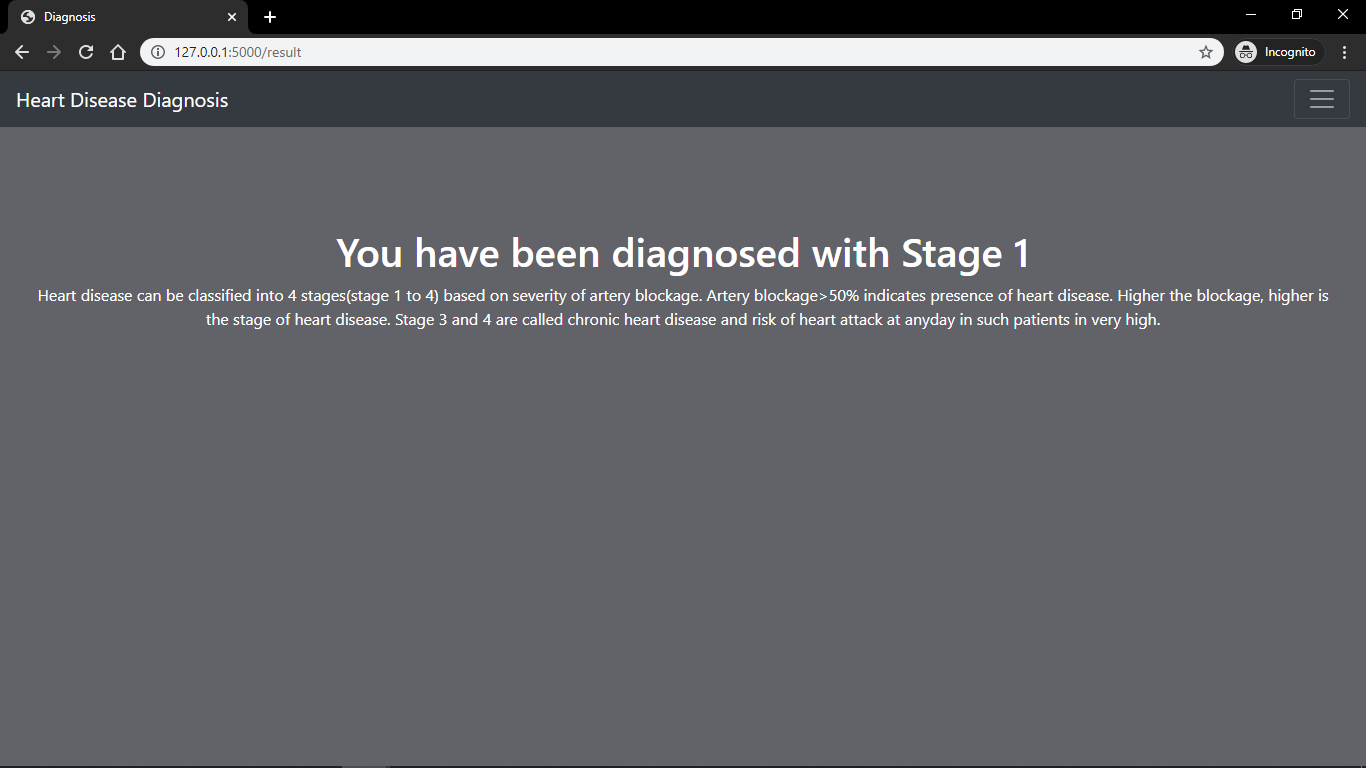 Diagnosis
127.0.0.1:5000/result
Incognito
Heart Disease Diagnosis
You have been diagnosed with Stage 1
Heart disease can be classified into 4 stages(stage 1 to 4) based on severity of artery blockage. Artery blockage>50% indicates presence of heart disease. Higher the blockage, higher is
the stage of heart disease. Stage 3 and 4 are called chronic heart disease and risk of heart attack at anyday in such patients in very high.